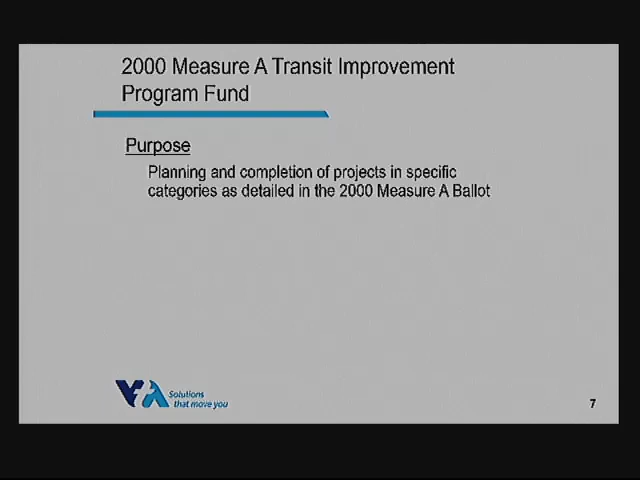 2000 Measure A Transit Improvement
Program Fund
Purpose
Planning and completion of projects in specific
categories as detailed in the 2000 Measure A Ballot
VTA
Solutions
that move you
7